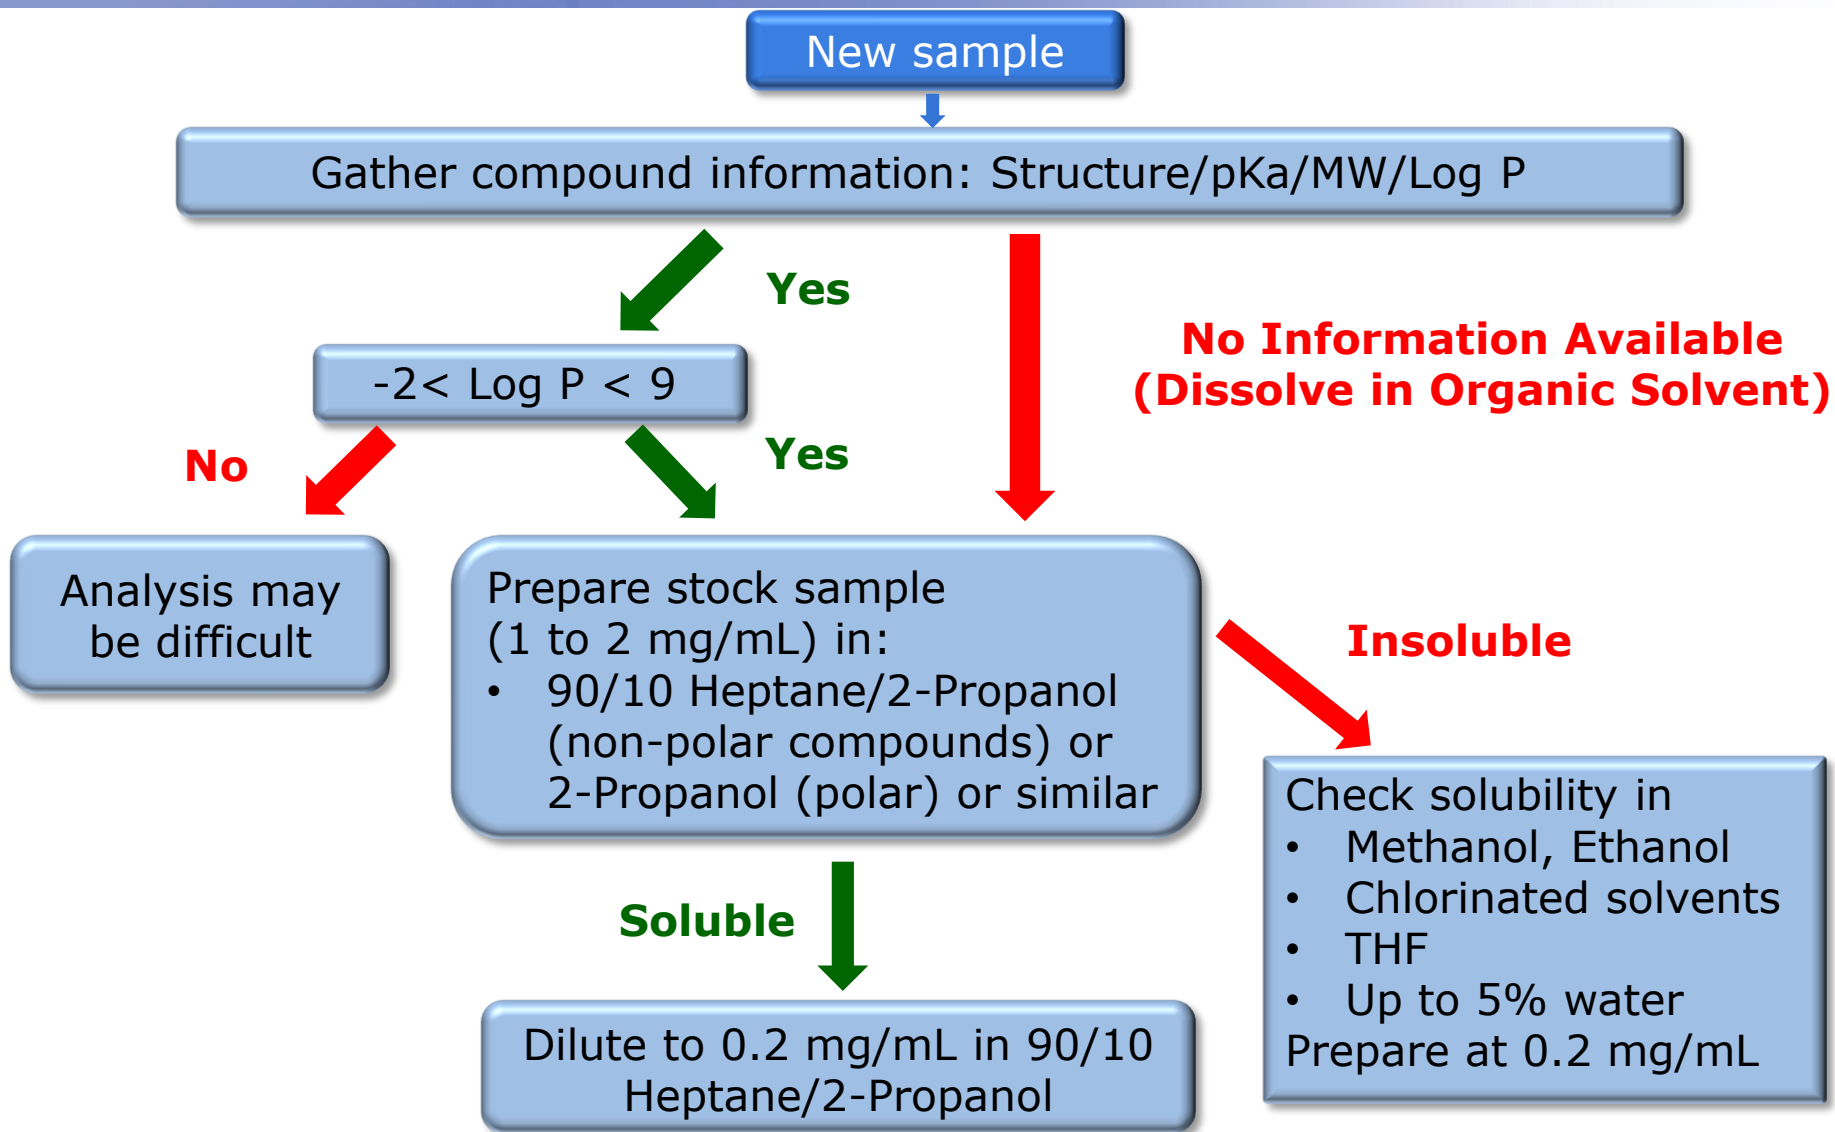 New sample
Gather compound information: Structure/pKa/MW/Log P
Yes
No Information Available
(Dissolve in Organic Solvent)
-2< Log P < 9
No
Yes
Analysis may
be difficult
Prepare stock sample
(1 to 2 mg/mL) in:
• 90/10 Heptane/2-Propanol
(non-polar compounds) or
2-Propanol (polar) or similar
Insoluble
Check solubility in
• Methanol, Ethanol
• Chlorinated solvents
• THF
• Up to 5% water
Prepare at 0.2 mg/mL
Soluble
Dilute to 0.2 mg/mL in 90/10
Heptane/2-Propanol